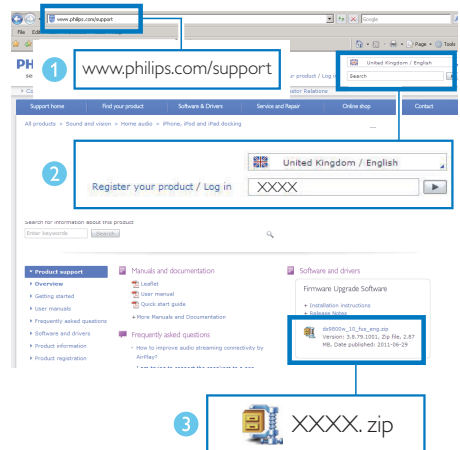 www.philips.com/support
Google
File
Page
Tools
1
www.philips.com/support
United Kingdom / English
PH
se
r product / Log in
Search
Co
stor Relations
Support home
Find your product
Software & Drivers
Service and Repair
Online shop
Contact
All products > Sound and vision > Home audio > iPhone, iPod and iPad docking
2
United Kingdom / English
Register your product / Log in
XXXX
Search for information about this product
Enter keywords
Search
Product support
Overview
Getting started
User manuals
Frequently asked questions
Software and drivers
Product information
Product registration
Manuals and documentation
Leaflet
User manual
Quick start guide
+ More Manuals and Documentation
Frequently asked questions
- How to improve audio streaming connectivity by
AirPlay?
Software and drivers
Firmware Upgrade Software
+ Installation instructions
+ Release Notes
ds9800w_10_fus_eng.zip
Version: 3.8.79.1001, Zip file, 2.87
MB, Date published: 2011-06-29
3
XXXX. zip